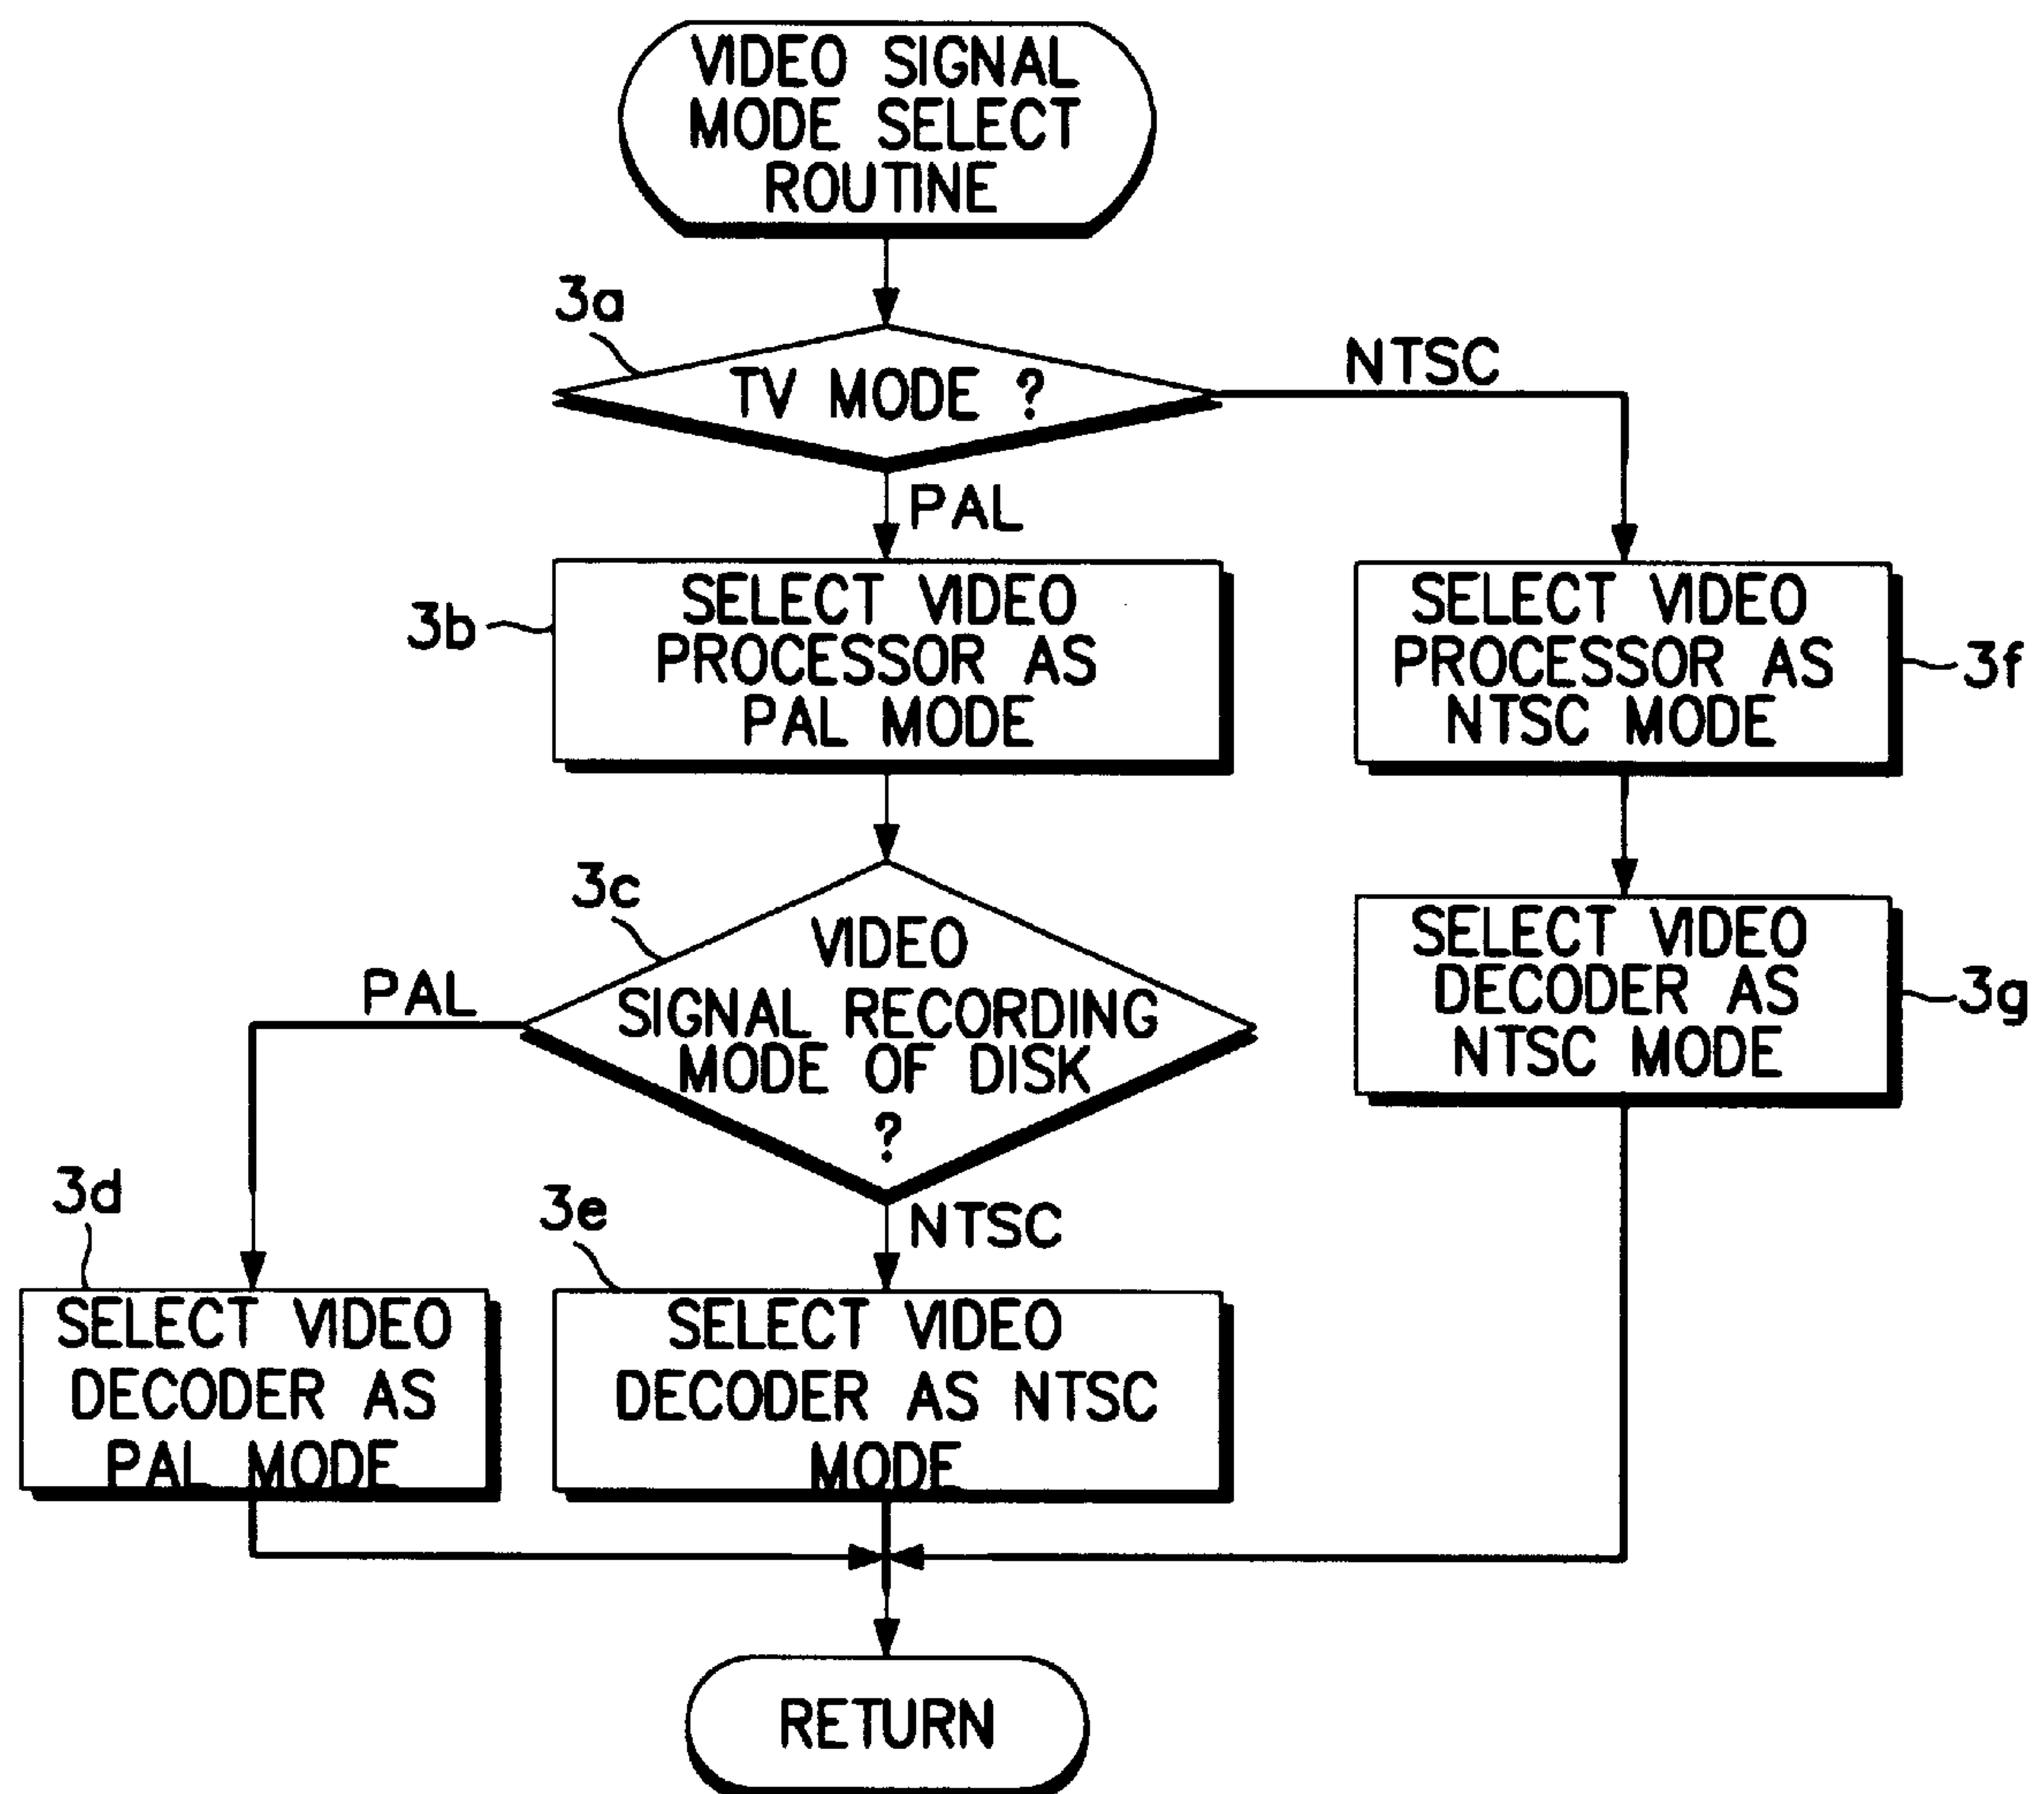 VIDEO SIGNAL
MODE SELECT
ROUTINE
3a
TV MODE ?
NTSC
PAL
3b
SELECT VIDEO
PROCESSOR AS
PAL MODE
SELECT VIDEO
PROCESSOR AS
NTSC MODE
3f
3c
VIDEO
SIGNAL RECORDING
MODE OF DISK
?
PAL
NTSC
SELECT VIDEO
DECODER AS
NTSC MODE
3g
3d
SELECT VIDEO
DECODER AS
PAL MODE
3e
SELECT VIDEO
DECODER AS NTSC
MODE
RETURN